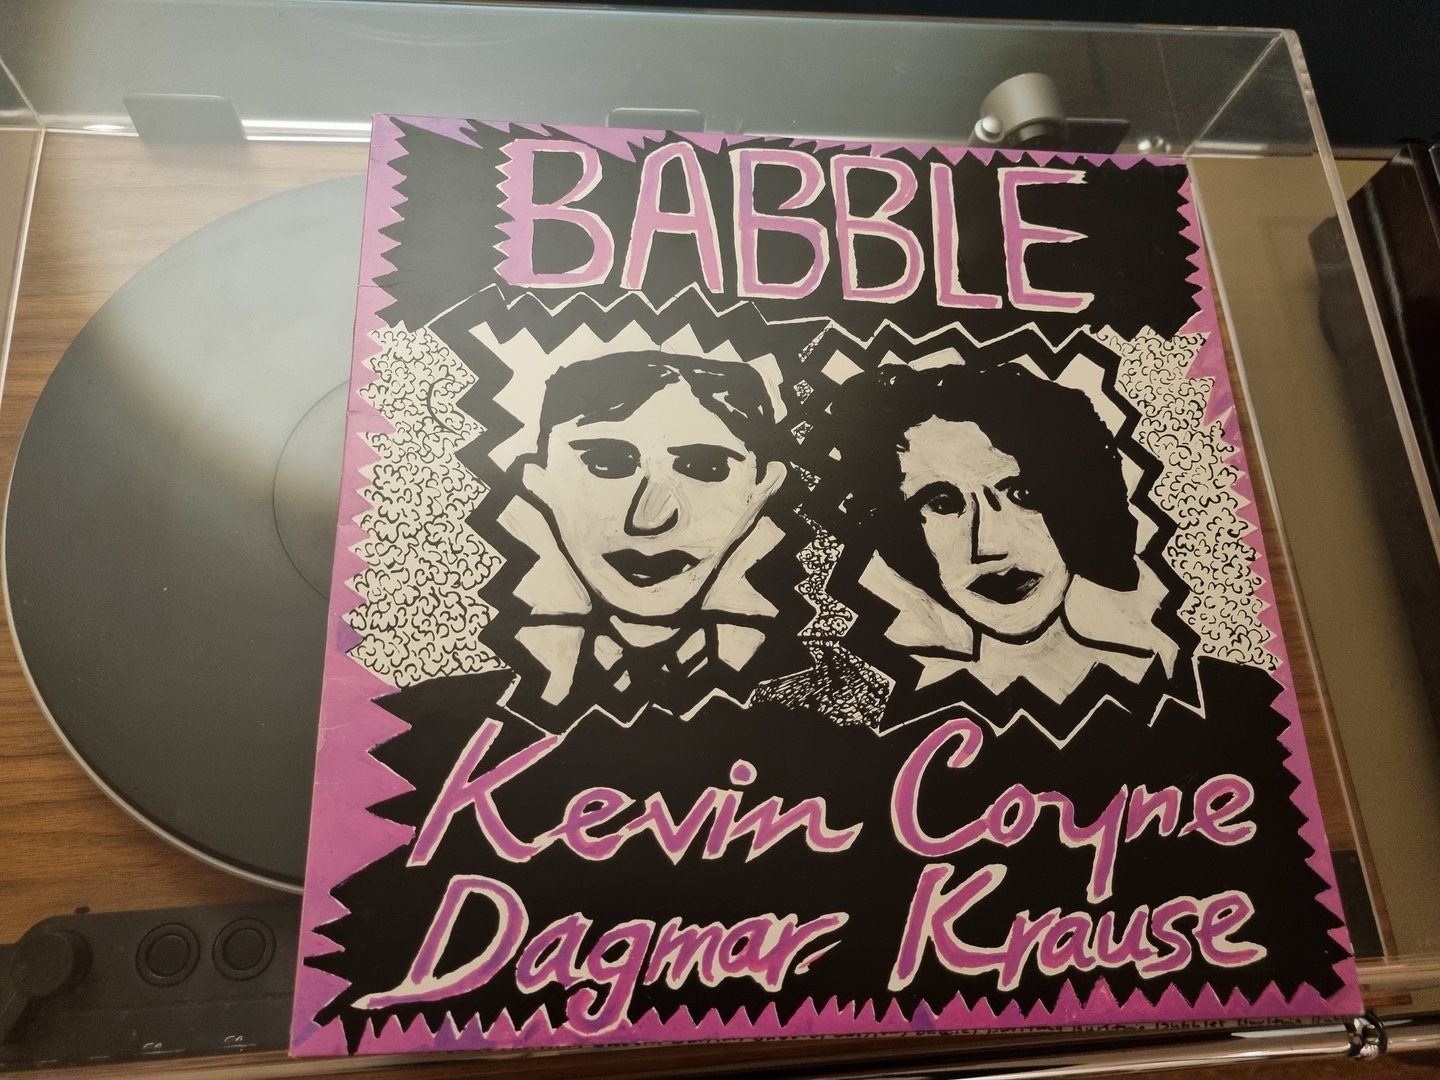 BABBLE
Kevin Coyne
Dagmar Krause